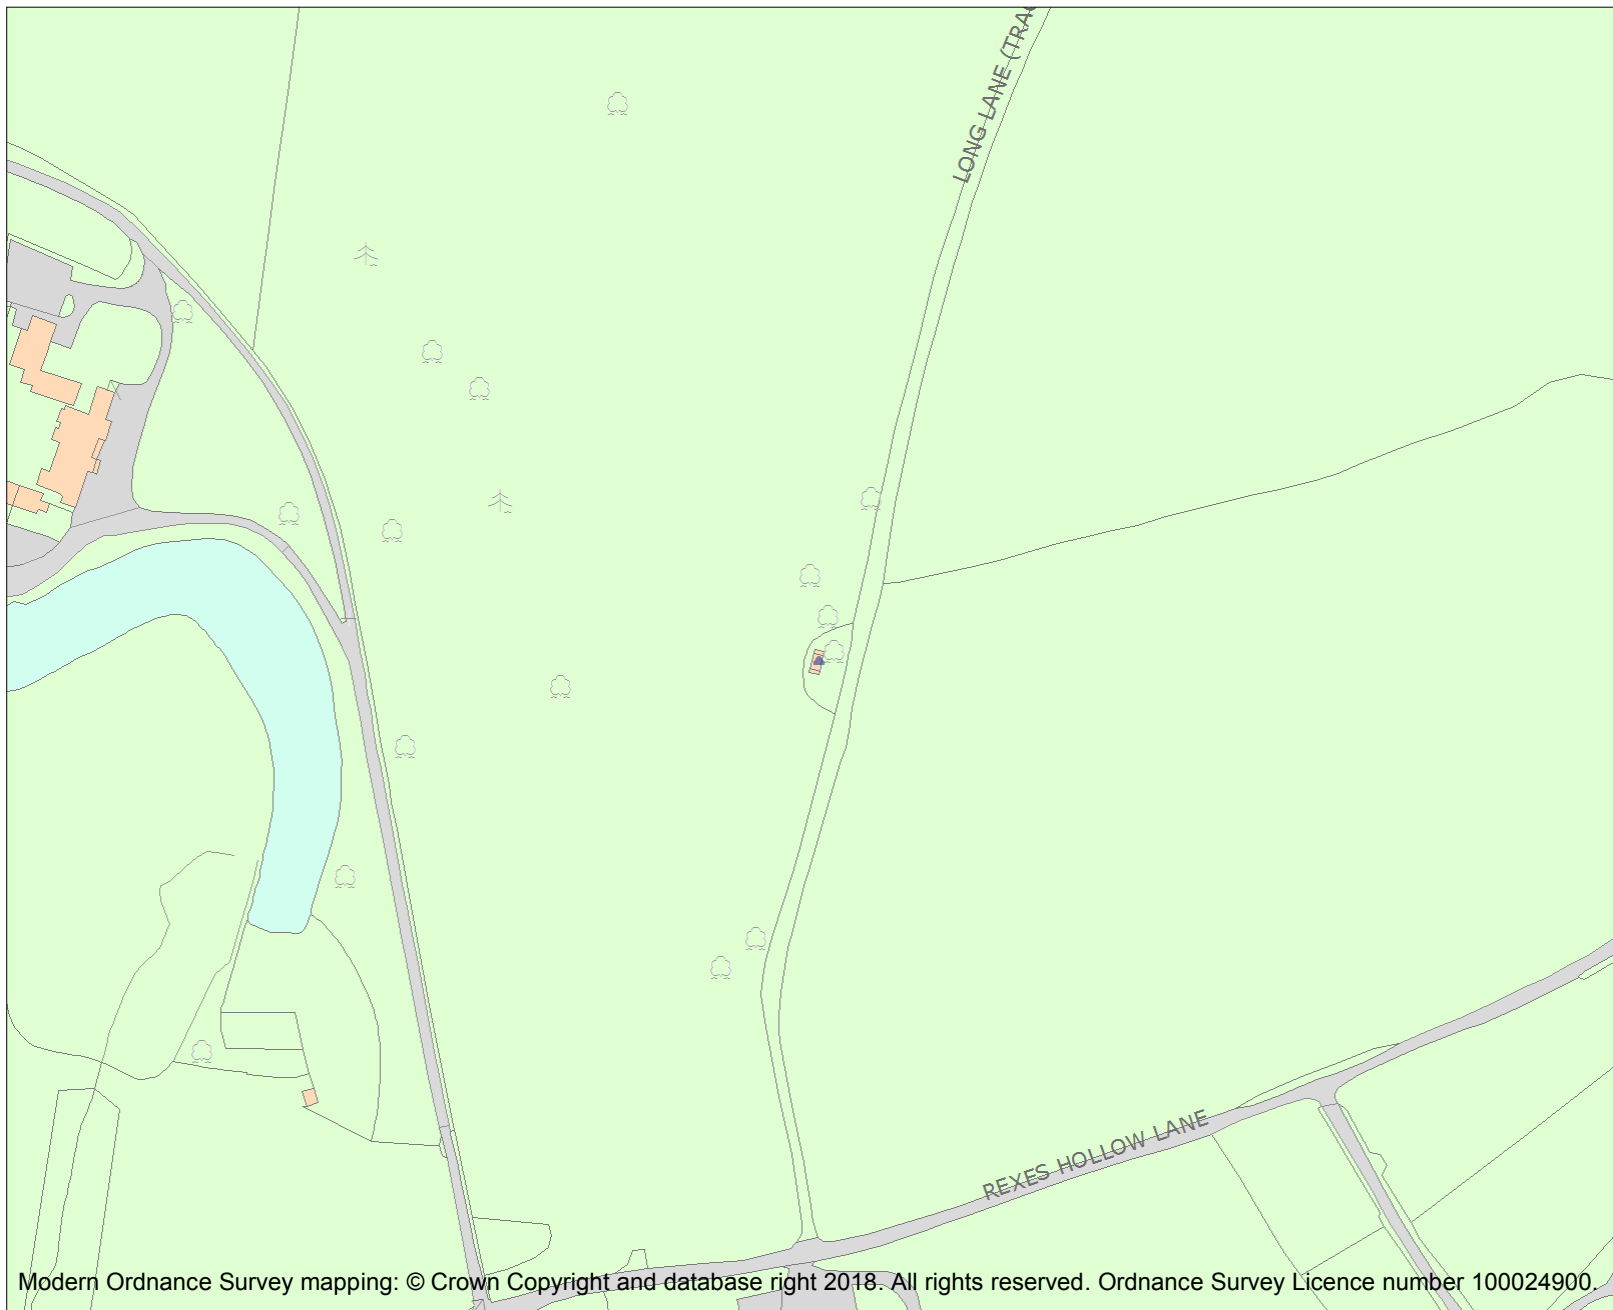 LONG LANE (TRAC
REXES HOLLOW LANE
Modern Ordnance Survey mapping: © Crown Copyright and database right 2018. All rights reserved. Ordnance Survey Licence number 100024900.